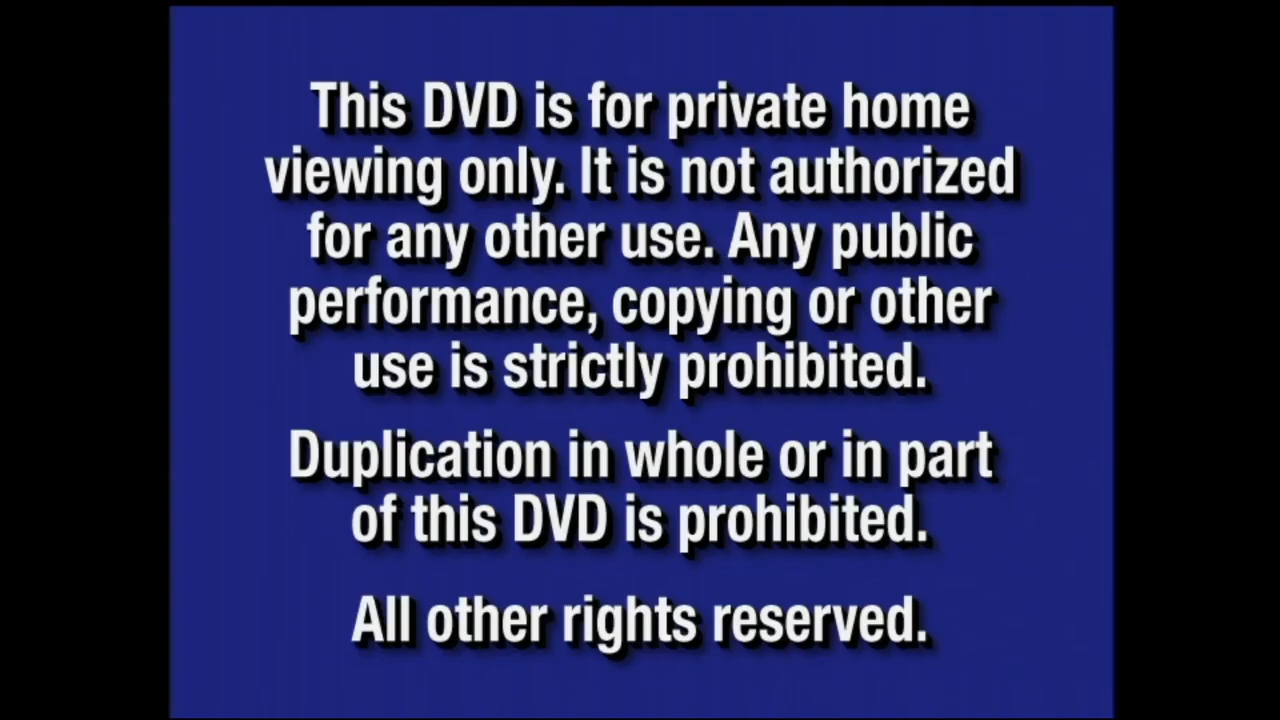 This DVD is for private home
viewing only. It is not authorized
for any other use. Any public
performance, copying or other
use is strictly prohibited.
Duplication in whole or in part
of this DVD is prohibited.
All other rights reserved.